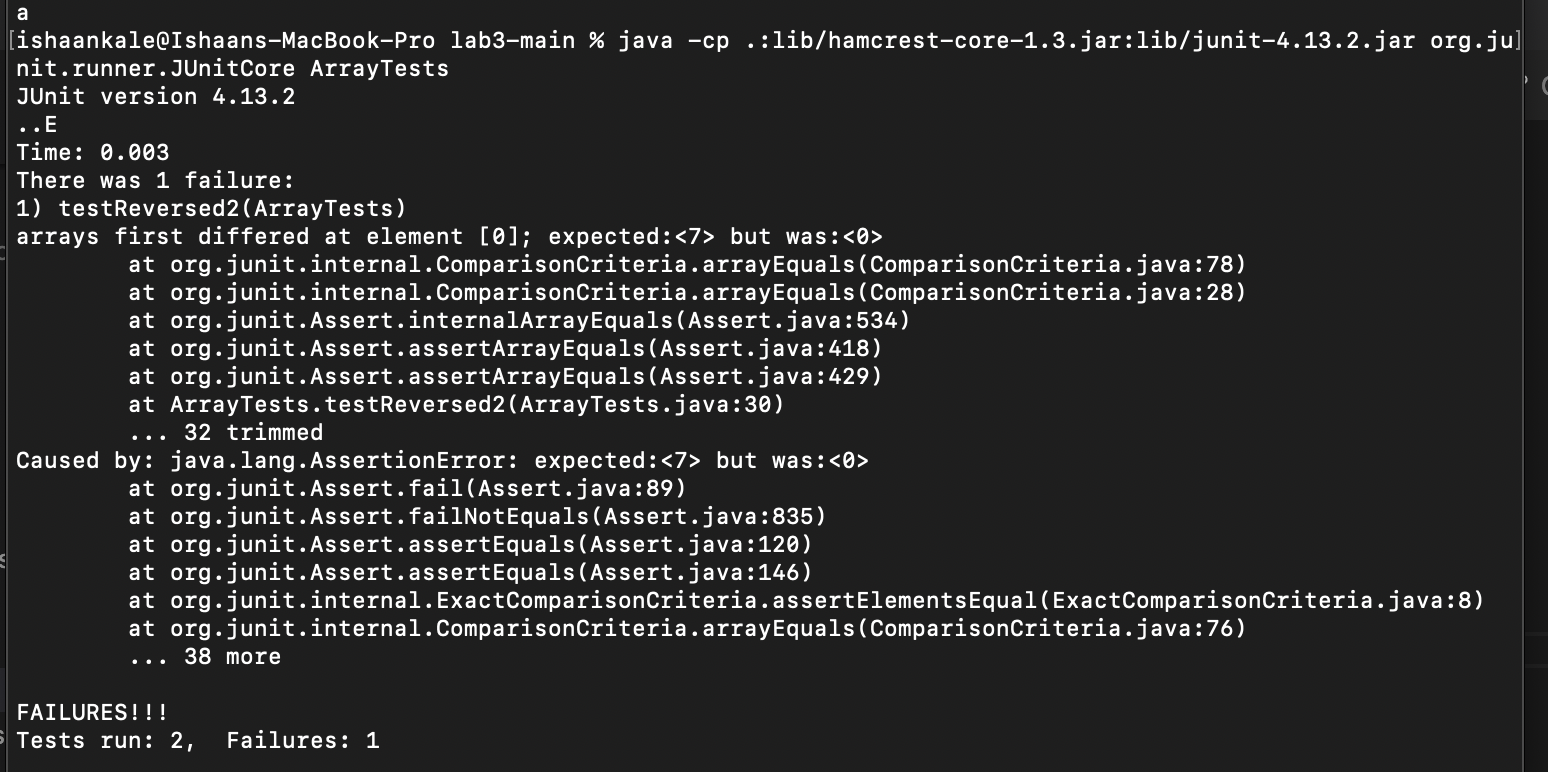 a
[ishaankale@Ishaans-MacBook-Pro lab3-main % java -cp .:lib/hamcrest-core-1.3.jar:lib/junit-4.13.2.jar org.ju]
nit.runner.JUnitCore ArrayTests
JUnit version 4.13.2
..E
Time: 0.003
There was 1 failure:
1) testReversed2(ArrayTests)
arrays first differed at element [0]; expected:<7> but was:<0>
        at org.junit.internal.ComparisonCriteria.arrayEquals(ComparisonCriteria.java:78)
        at org.junit.internal.ComparisonCriteria.arrayEquals(ComparisonCriteria.java:28)
        at org.junit.Assert.internalArrayEquals(Assert.java:534)
        at org.junit.Assert.assertArrayEquals(Assert.java:418)
        at org.junit.Assert.assertArrayEquals(Assert.java:429)
        at ArrayTests.testReversed2(ArrayTests.java:30)
        ... 32 trimmed
Caused by: java.lang.AssertionError: expected:<7> but was:<0>
        at org.junit.Assert.fail(Assert.java:89)
        at org.junit.Assert.failNotEquals(Assert.java:835)
        at org.junit.Assert.assertEquals(Assert.java:120)
        at org.junit.Assert.assertEquals(Assert.java:146)
        at org.junit.internal.ExactComparisonCriteria.assertElementsEqual(ExactComparisonCriteria.java:8)
        at org.junit.internal.ComparisonCriteria.arrayEquals(ComparisonCriteria.java:76)
        ... 38 more

FAILURES!!!
Tests run: 2,  Failures: 1